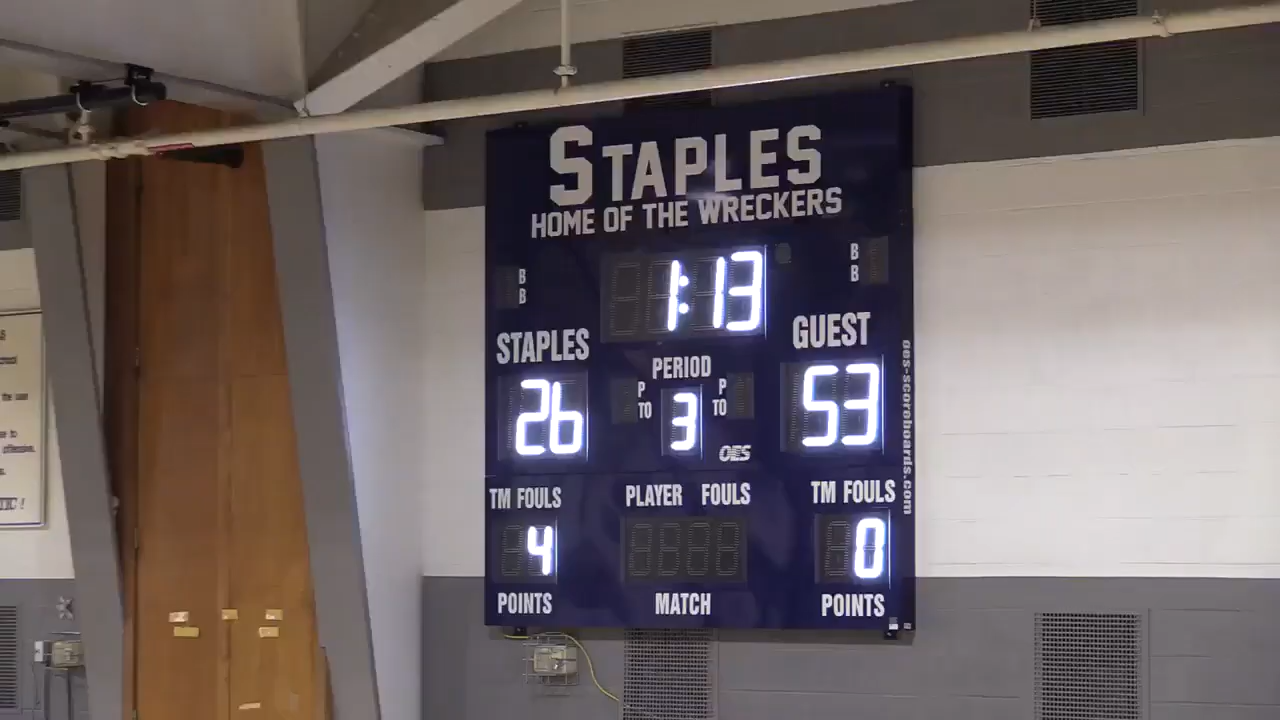 STAPLES
HOME OF THE WRECKERS
B
B
1:13
B
B
STAPLES
GUEST
PERIOD
26
P
TO
3
P
TO
53
OES
oes-scoreboards.com
TM FOULS
PLAYER FOULS
TM FOULS
4
0
POINTS
MATCH
POINTS